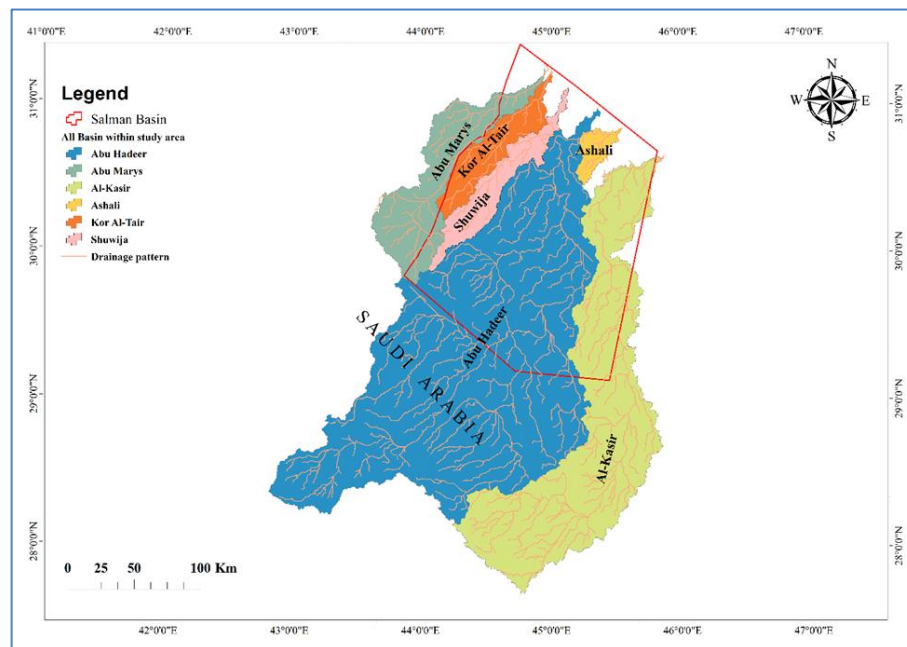 41°0'0"E 42°0'0"E 43°0'0"E 44°0'0"E 45°0'0"E 46°0'0"E 47°0'0"E
Legend
Salman Basin
All Basin within study area
Abu Hadeer
Abu Marys
Al-Kasir
Ashali
Kor Al-Tair
Shuwija
Drainage pattern
N
W E
S
31°0'0"N
30°0'0"N
29°0'0"N
28°0'0"N
Abu Marys
Kor Al-Tair
Shuwija
Ashali
Abu Hadeer
SAUDI ARABIA
Al-Kasir
31°0'0"N
30°0'0"N
29°0'0"N
28°0'0"N
0 25 50 100 Km
42°0'0"E 43°0'0"E 44°0'0"E 45°0'0"E 46°0'0"E 47°0'0"E